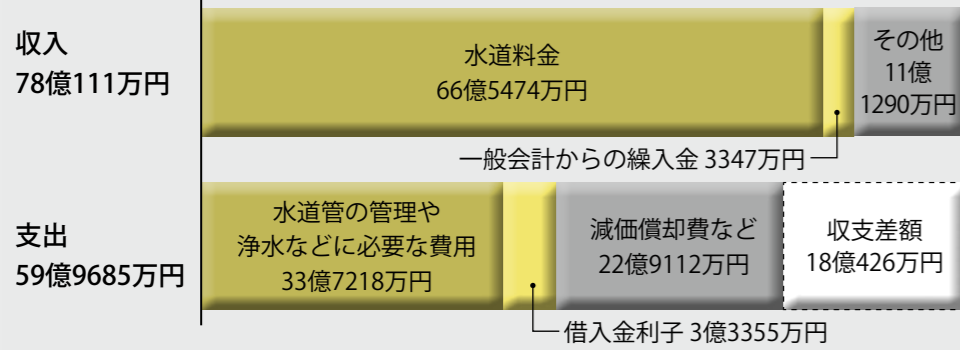 収入
78億111万円
水道料金
66億5474万円
その他
11億
1290万円
一般会計からの繰入金 3347万円
支出
59億9685万円
水道管の管理や
浄水などに必要な費用
33億7218万円
減価償却費など
22億9112万円
収支差額
18億426万円
借入金利子 3億3355万円